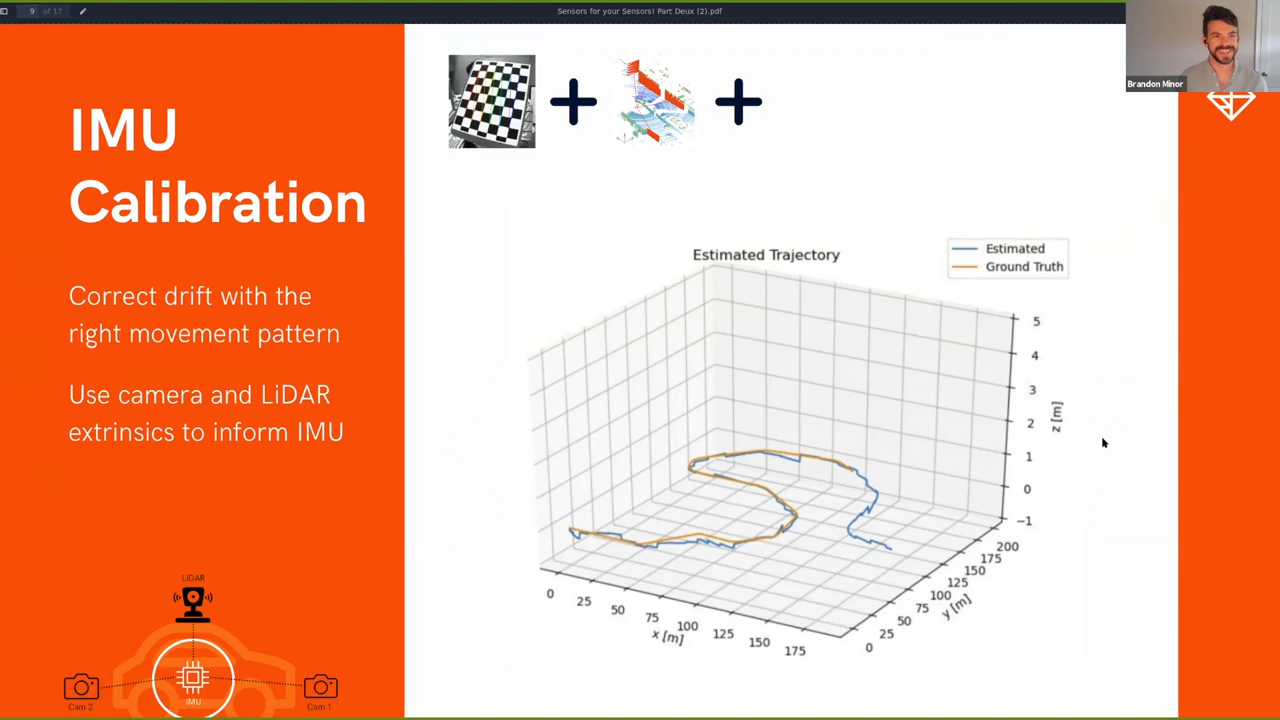 9 of 17
Sensors for your Sensors! Part Deux (2).pdf
Brandon Minor
IMU
Calibration
Correct drift with the
right movement pattern
Use camera and LiDAR
extrinsics to inform IMU
LiDAR
Cam 2
IMU
Cam 1
Estimated Trajectory
Estimated
Ground Truth
5
4
3
2
1
0
−1
z [m]
0
25
50
75
100
125
150
175
x [m]
0
25
50
75
100
125
150
175
200
y [m]